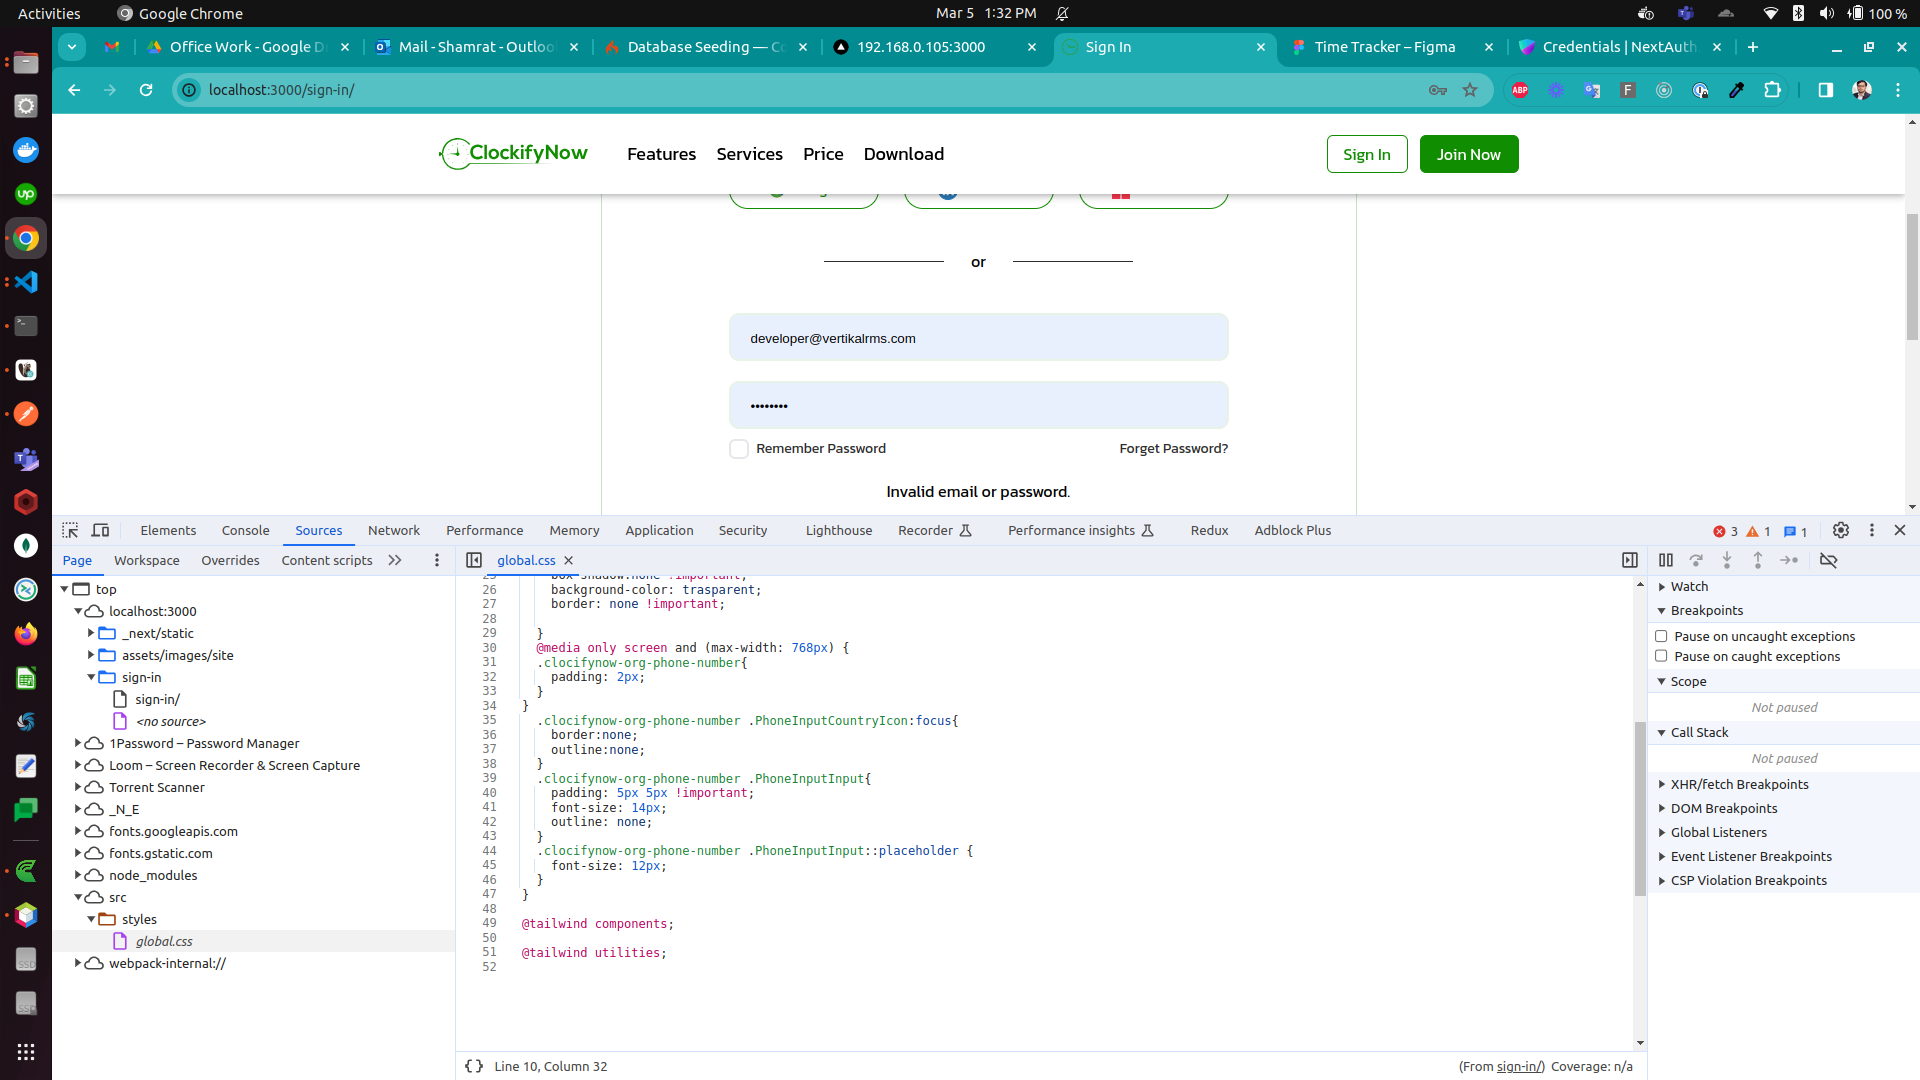 Activities Google Chrome Mar 5 1:32 PM 100 %
Office Work - Google D Mail - Shamrat - Outloo Database Seeding — Co 192.168.0.105:3000 Sign In Time Tracker – Figma Credentials | NextAuth
localhost:3000/sign-in/
ClockifyNow Features Services Price Download Sign In Join Now
or
developer@vertikalrms.com
••••••••
Remember Password Forget Password?
Invalid email or password.
Elements Console Sources Network Performance Memory Application Security Lighthouse Recorder Performance insights Redux Adblock Plus 3 1 1
Page Workspace Overrides Content scripts global.css
top
localhost:3000
_next/static
assets/images/site
sign-in
sign-in/
<no source>
1Password – Password Manager
Loom – Screen Recorder & Screen Capture
Torrent Scanner
_N_E
fonts.googleapis.com
fonts.gstatic.com
node_modules
src
styles
global.css
webpack-internal://
25 box-shadow:none !important;
26 background-color: trasparent;
27 border: none !important;
28
29 }
30 @media only screen and (max-width: 768px) {
31 .clocifynow-org-phone-number{
32 padding: 2px;
33 }
34 }
35 .clocifynow-org-phone-number .PhoneInputCountryIcon:focus{
36 border:none;
37 outline:none;
38 }
39 .clocifynow-org-phone-number .PhoneInputInput{
40 padding: 5px 5px !important;
41 font-size: 14px;
42 outline: none;
43 }
44 .clocifynow-org-phone-number .PhoneInputInput::placeholder {
45 font-size: 12px;
46 }
47 }
48
49 @tailwind components;
50
51 @tailwind utilities;
52
{} Line 10, Column 32 (From sign-in/) Coverage: n/a
Watch
Breakpoints
Pause on uncaught exceptions
Pause on caught exceptions
Scope
Not paused
Call Stack
Not paused
XHR/fetch Breakpoints
DOM Breakpoints
Global Listeners
Event Listener Breakpoints
CSP Violation Breakpoints